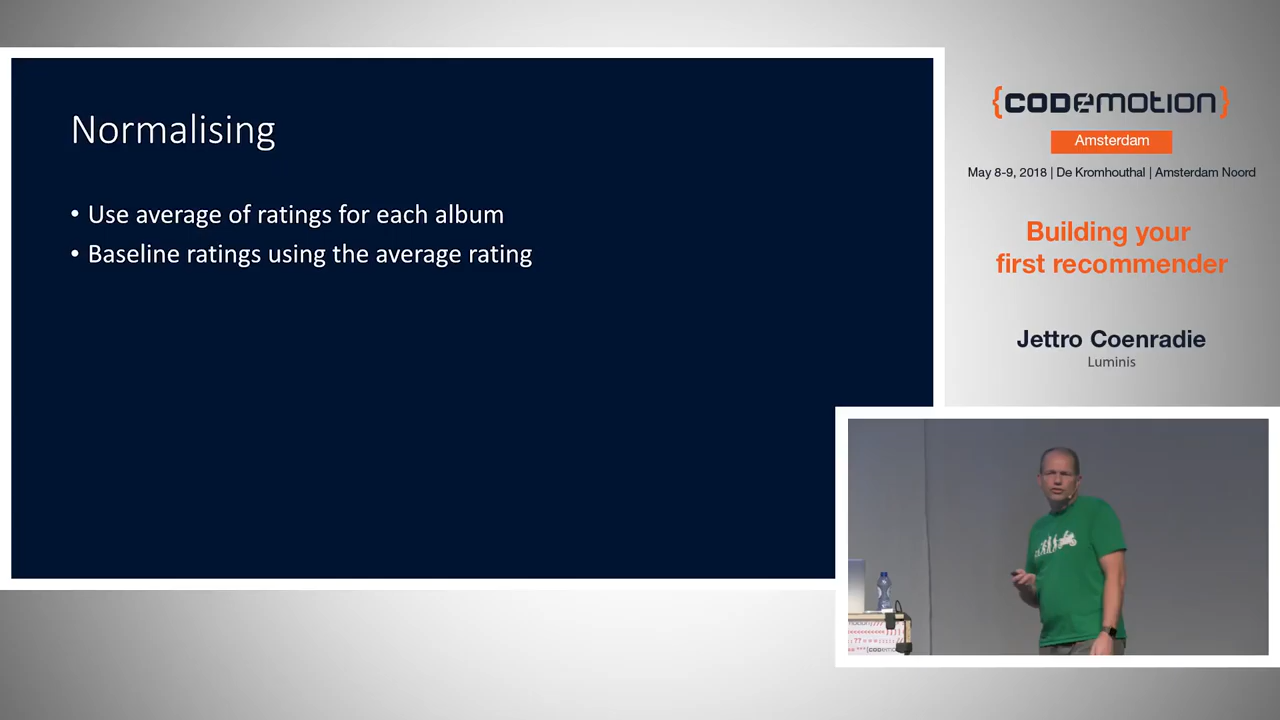 Normalising
• Use average of ratings for each album
• Baseline ratings using the average rating
{CODEMOTION}
Amsterdam
May 8-9, 2018 | De Kromhouthal | Amsterdam Noord
Building your
first recommender
Jettro Coenradie
Luminis